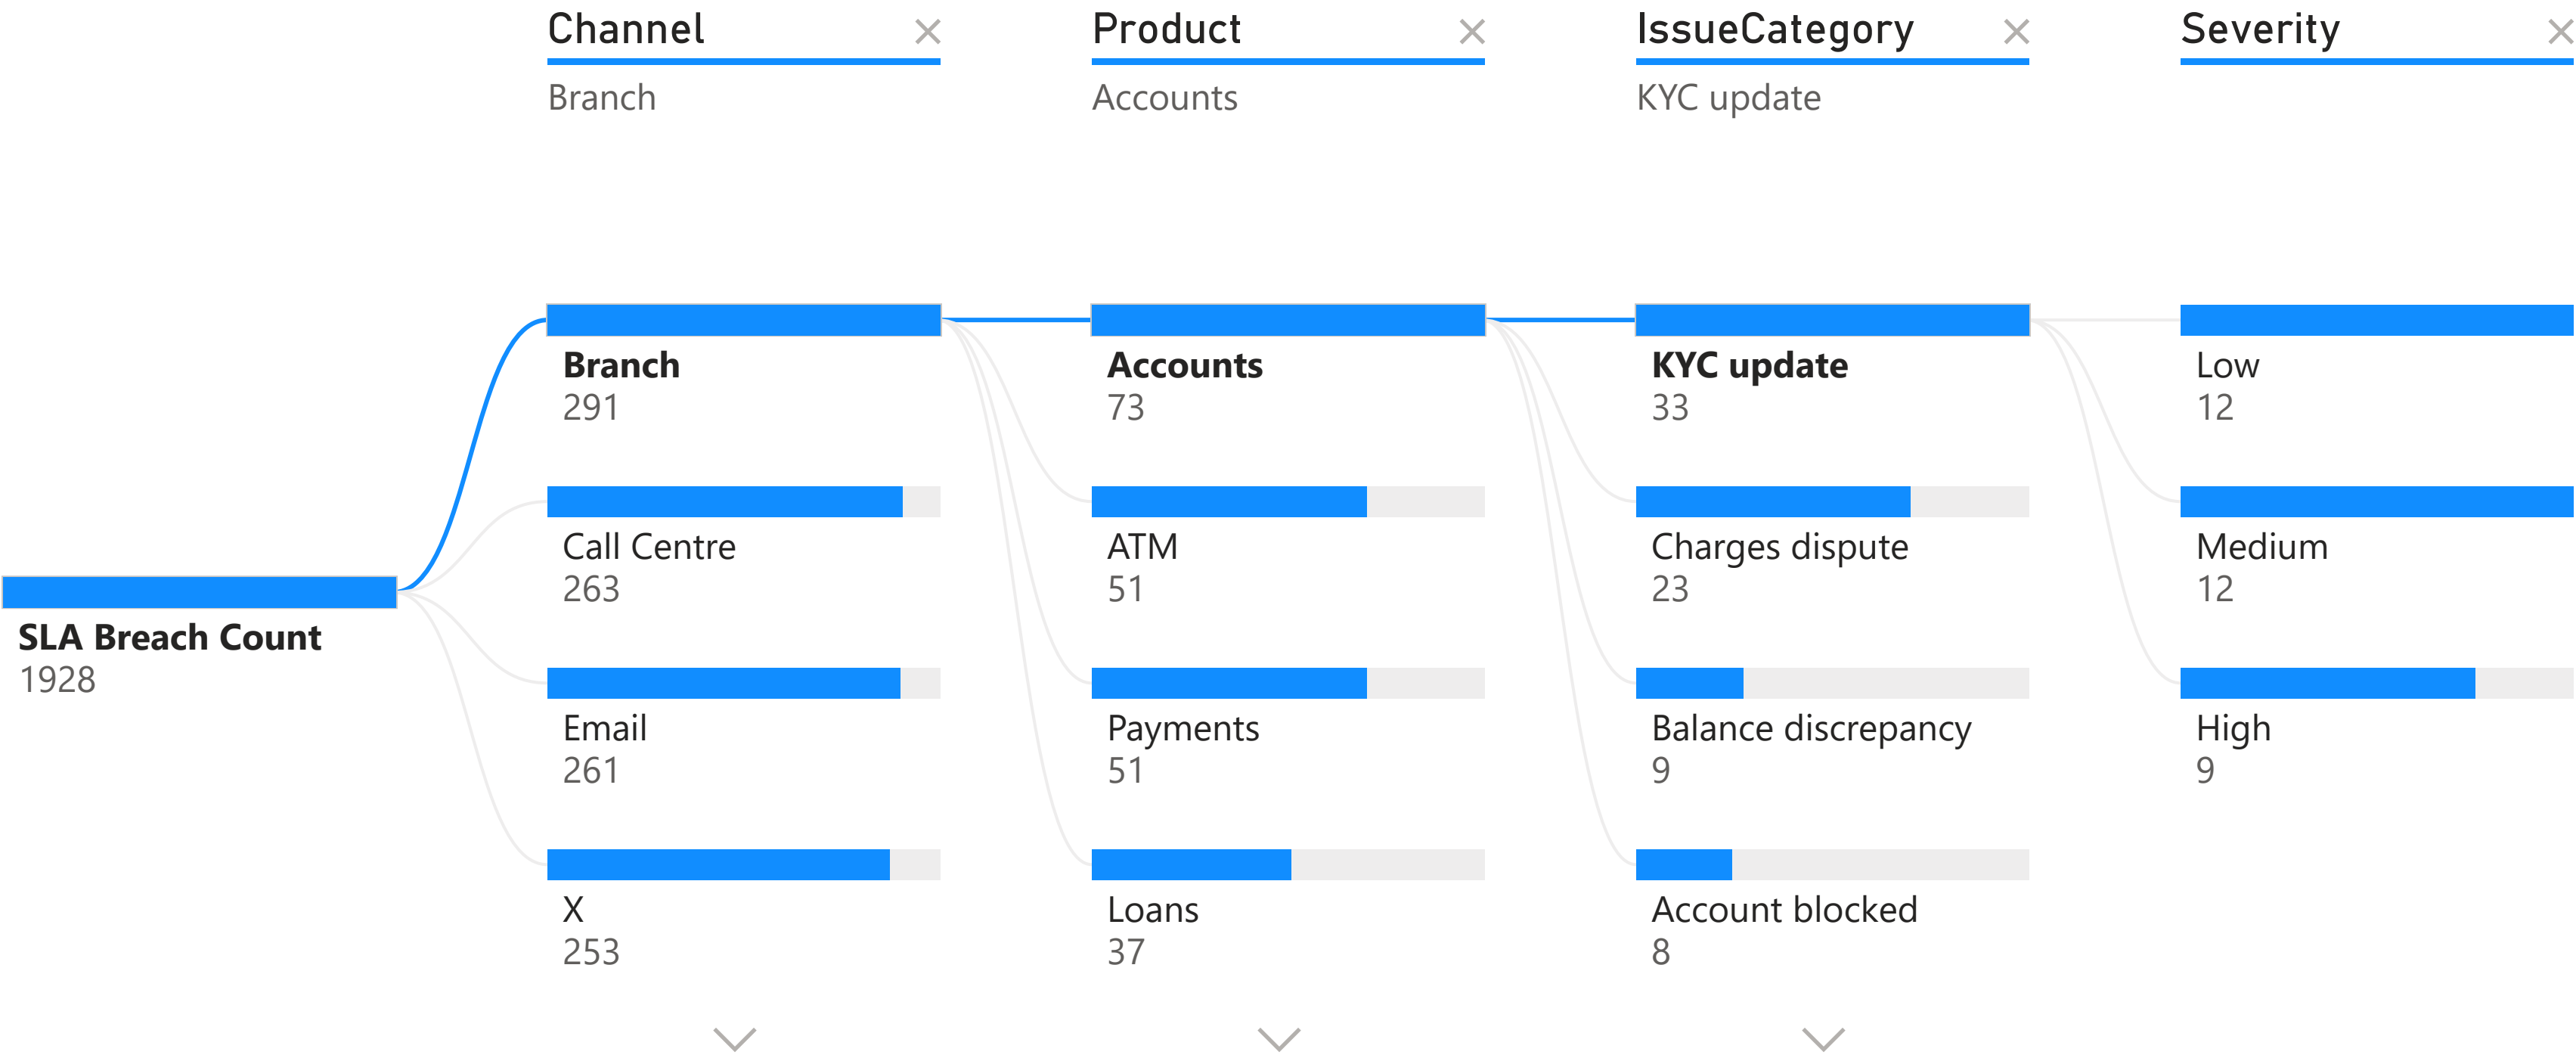 Channel
Product
IssueCategory
Severity
Branch
Accounts
KYC update
SLA Breach Count
1928
Branch
291
Call Centre
263
Email
261
X
253
Accounts
73
ATM
51
Payments
51
Loans
37
KYC update
33
Charges dispute
23
Balance discrepancy
9
Account blocked
8
Low
12
Medium
12
High
9